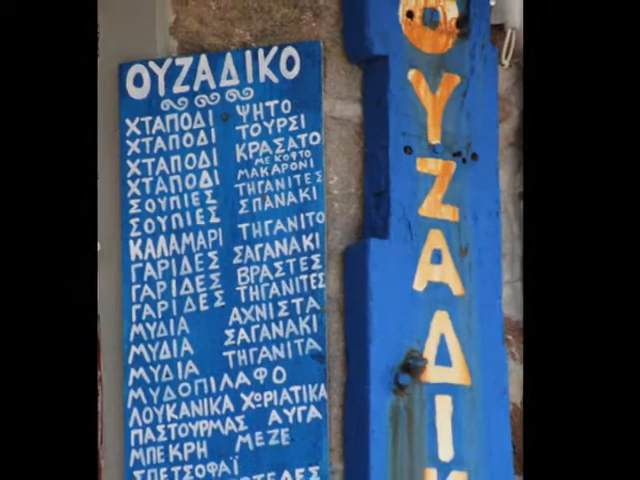 ΟΥΖΑΔΙΚΟ
ΧΤΑΠΟΔΙ ΨΗΤΟ
ΧΤΑΠΟΔΙ ΤΟΥΡΣΙ
ΧΤΑΠΟΔΙ ΚΡΑΣΑΤΟ
ΧΤΑΠΟΔΙ ΜΕ ΚΟΦΤΟ ΜΑΚΑΡΟΝΙ
ΣΟΥΠΙΕΣ ΤΗΓΑΝΙΤΕΣ
ΣΟΥΠΙΕΣ ΣΠΑΝΑΚΙ
ΚΑΛΑΜΑΡΙ ΤΗΓΑΝΙΤΟ
ΓΑΡΙΔΕΣ ΣΑΓΑΝΑΚΙ
ΓΑΡΙΔΕΣ ΒΡΑΣΤΕΣ
ΓΑΡΙΔΕΣ ΤΗΓΑΝΙΤΕΣ
ΜΥΔΙΑ ΑΧΝΙΣΤΑ
ΜΥΔΙΑ ΣΑΓΑΝΑΚΙ
ΜΥΔΙΑ ΤΗΓΑΝΙΤΑ
ΜΥΔΟΠΙΛΑΦΟ
ΛΟΥΚΑΝΙΚΑ ΧΩΡΙΑΤΙΚΑ
ΠΑΣΤΟΥΡΜΑΣ ΑΥΓΑ
ΜΠΕΚΡΗ ΜΕΖΕ
ΣΠΕΤΣΟΦΑΪ
ΟΥΖΑΔΙΚ